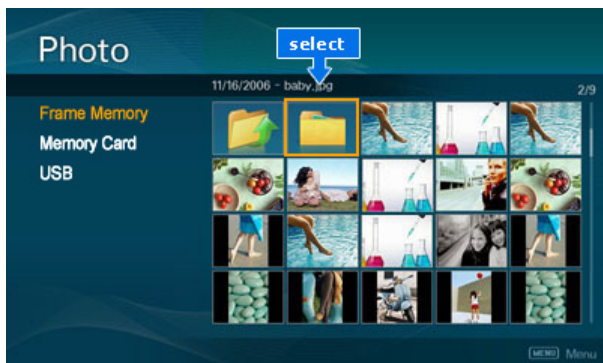 Photo
select
11/16/2006 - baby.jpg
2/9
Frame Memory
Memory Card
USB
MENU Menu